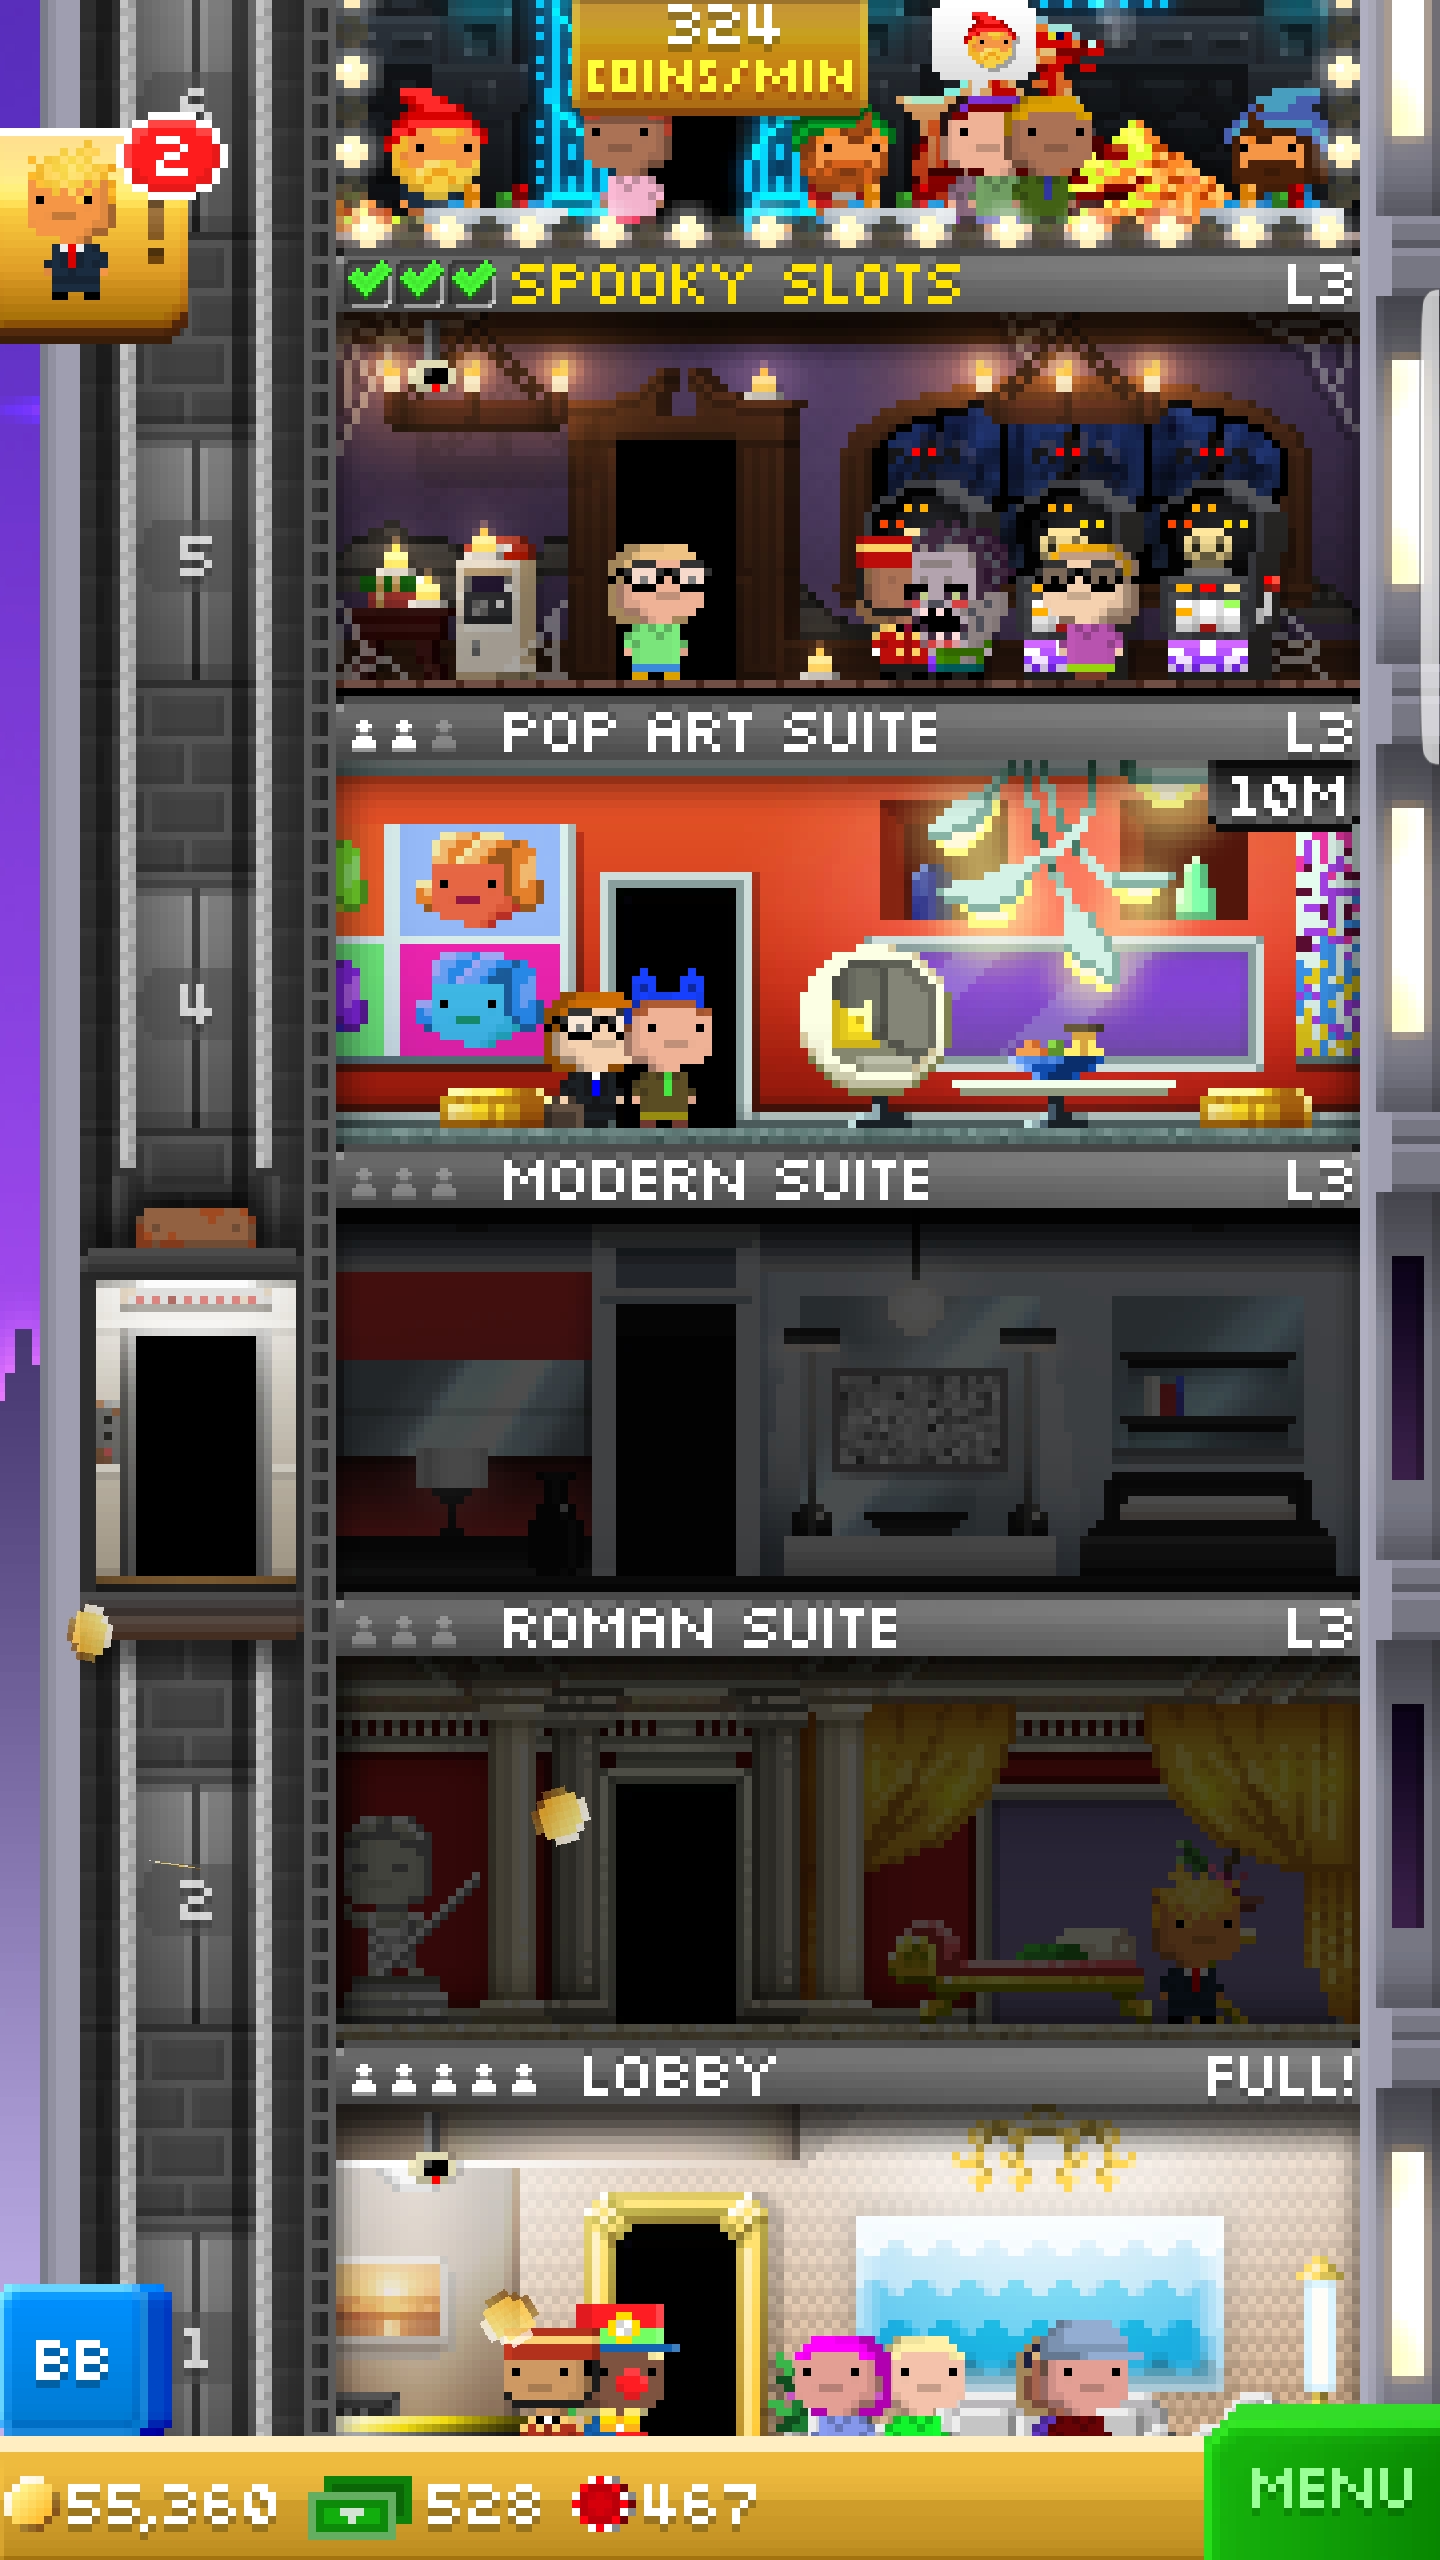 324
COINS/MIN
2
!
SPOOKY SLOTS L3
5
POP ART SUITE L3
10M
4
MODERN SUITE L3
ROMAN SUITE L3
2
LOBBY FULL!
BB
1
55,360 528 467
MENU